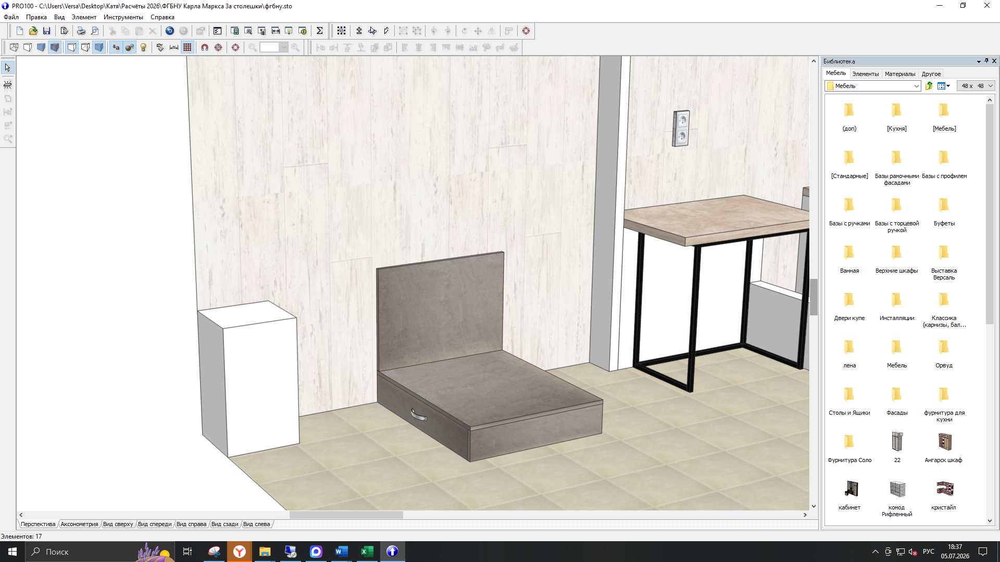 PRO100 - C:\Users\Versa\Desktop\Катя\Расчёты 2026\ФГБНУ Карла Маркса 3а столешки\фгбну.sto
Файл Правка Вид Элемент Инструменты Справка
aa
Библиотека
Мебель Элементы Материалы Другое
Мебель
48 x 48
(доп) [Кухня] [Мебель]
[Стандарные] Базы рамочными фасадами Базы с профилем
Базы с ручками Базы с торцевой ручкой Буфеты
Ванная Верхние шкафы Выставка Версаль
Двери купе Инсталляции Классика (карнизы, бал...
лена Мебель Орвуд
Столы и Ящики Фасады фурнитура для кухни
Фурнитура Соло 22 Ангарск шкаф
кабинет комод Рифленный кристайл
Перспектива Аксонометрия Вид сверху Вид спереди Вид справа Вид сзади Вид слева
Элементов: 17
Поиск
РУС
18:37
05.07.2026